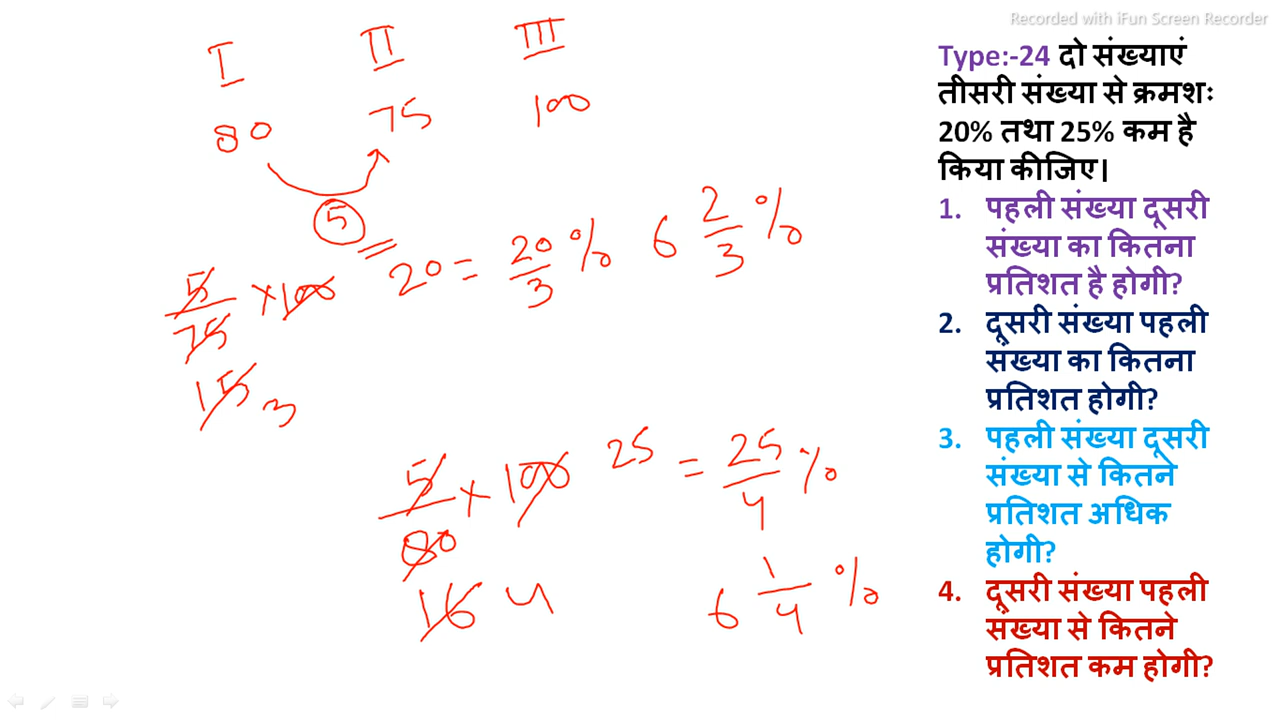 Recorded with iFun Screen Recorder
I II III
80 75 100
5
5/75 ×100 20 = 20/3 % 6 2/3 %
15 3
5/80 × 100 25 = 25/4 %
16 4 6 1/4 %
Type:-24 दो संख्याएं
तीसरी संख्या से क्रमशः
20% तथा 25% कम है
किया कीजिए।
1. पहली संख्या दूसरी
संख्या का कितना
प्रतिशत है होगी?
2. दूसरी संख्या पहली
संख्या का कितना
प्रतिशत होगी?
3. पहली संख्या दूसरी
संख्या से कितने
प्रतिशत अधिक
होगी?
4. दूसरी संख्या पहली
संख्या से कितने
प्रतिशत कम होगी?